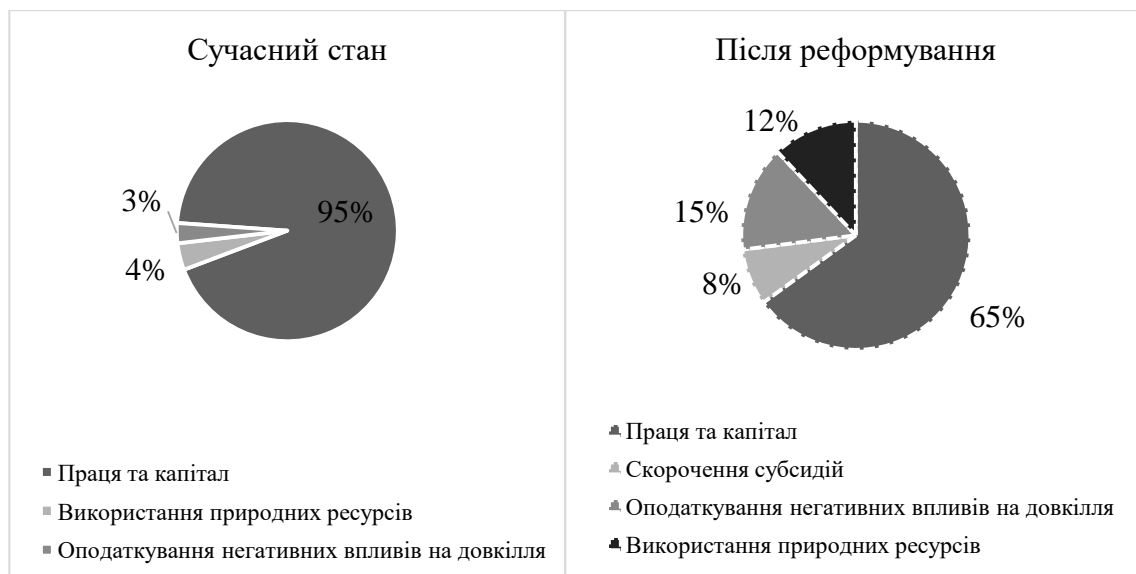 Сучасний стан
95%
3%
4%
Праця та капітал
Використання природних ресурсів
Оподаткування негативних впливів на довкілля
Після реформування
12%
15%
8%
65%
Праця та капітал
Скорочення субсидій
Оподаткування негативних впливів на довкілля
Використання природних ресурсів